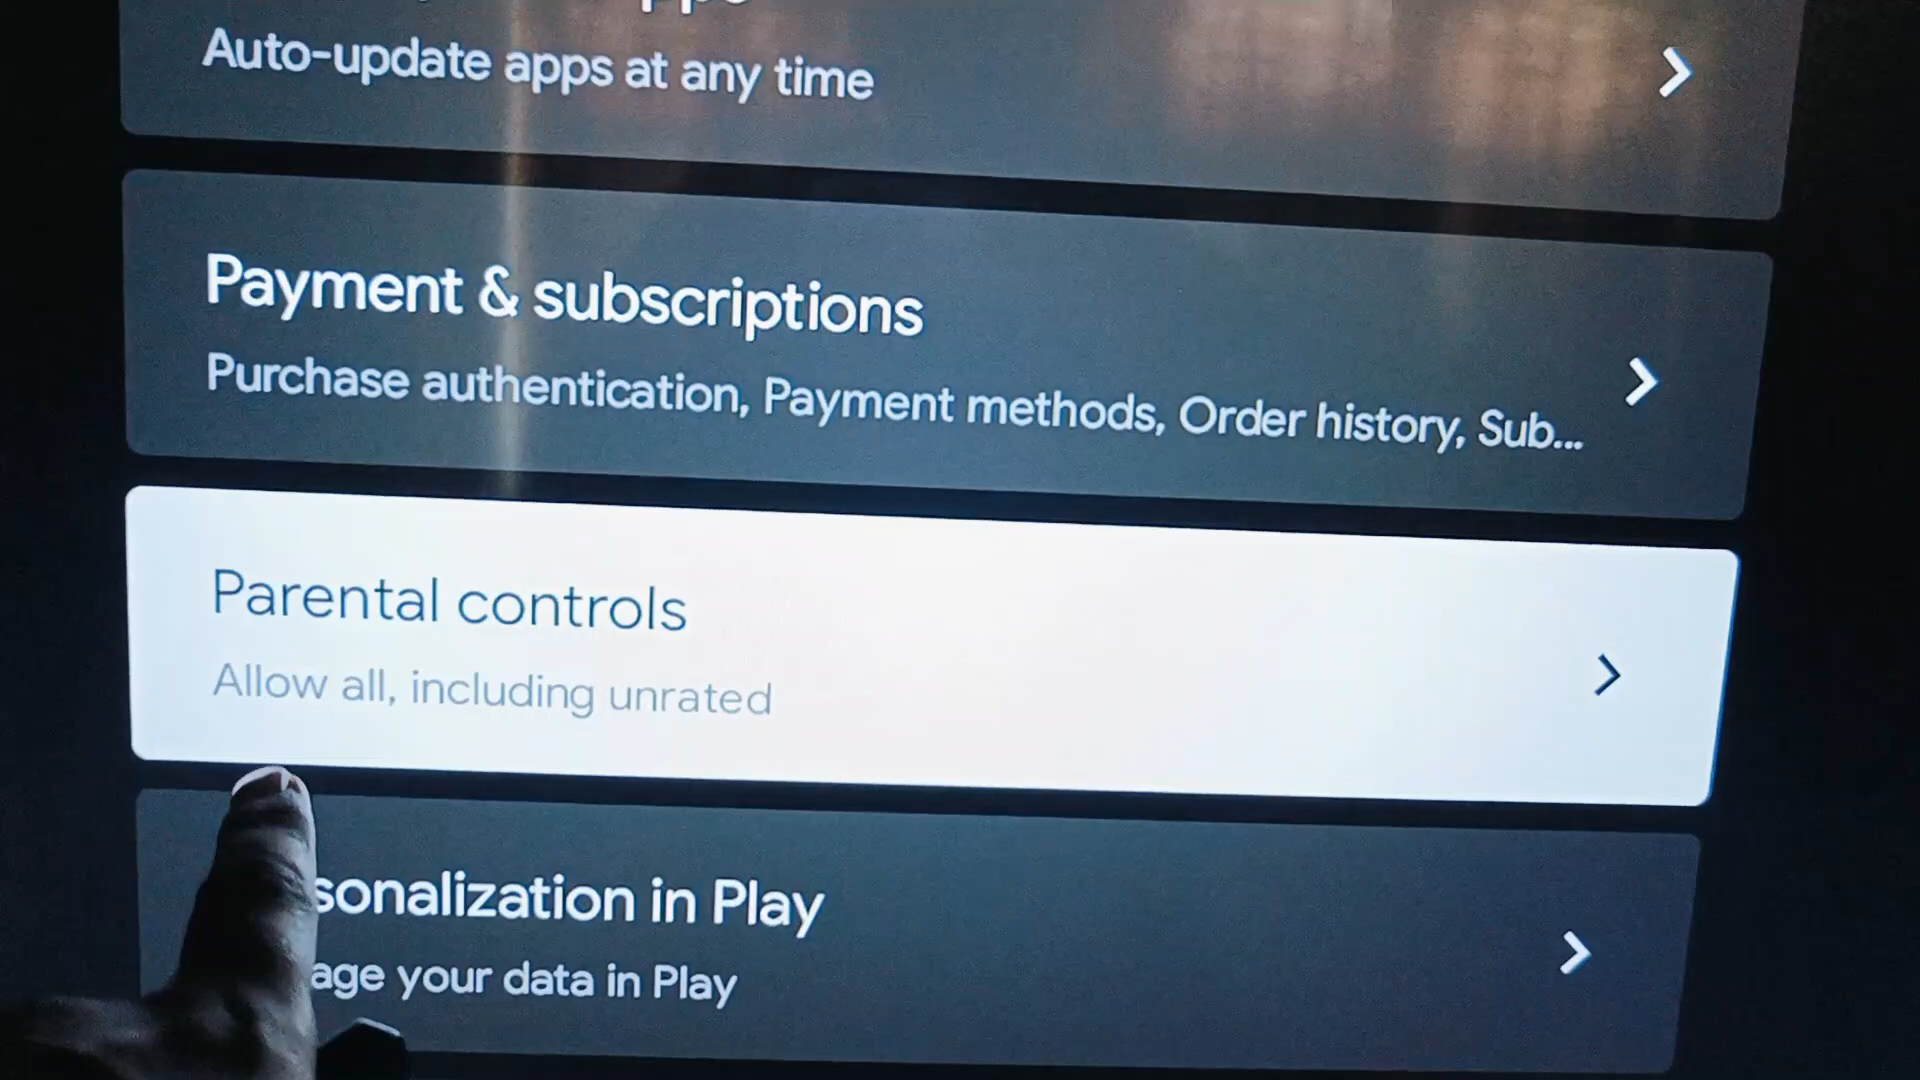 Auto-update apps at any time
Payment & subscriptions
Purchase authentication, Payment methods, Order history, Sub...
Parental controls
Allow all, including unrated
sonalization in Play
age your data in Play